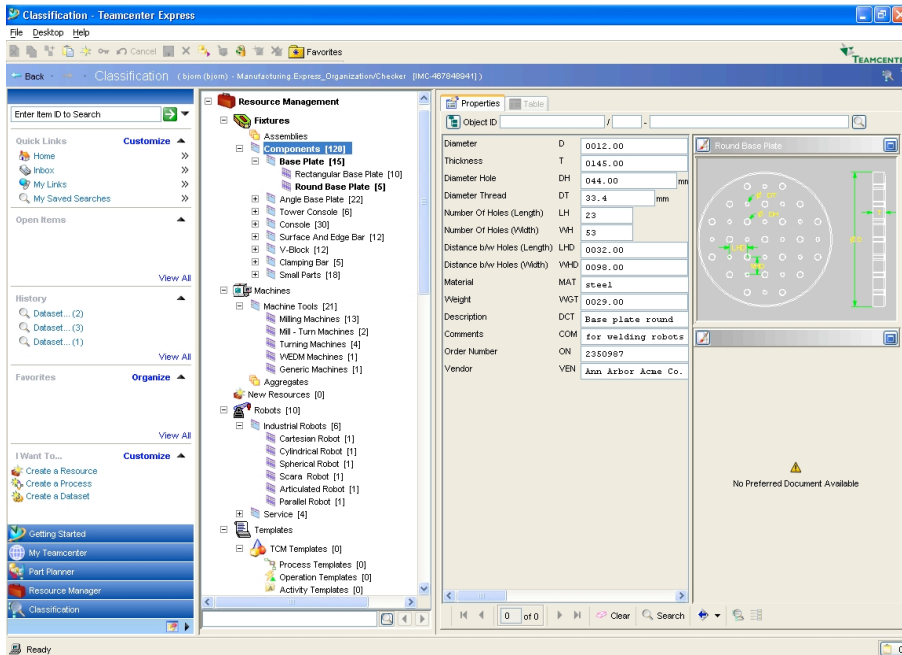 Classification - Teamcenter Express
File Desktop Help
Cancel Favorites
TEAMCENTE
Back Classification ( bjorn (bjorn) - Manufacturing.Express_Organization/Checker [IMC-467848941] )
Enter Item ID to Search
Quick Links Customize
Home
Inbox
My Links
My Saved Searches
Open Items
View All
History
Dataset... (2)
Dataset... (3)
Dataset... (1)
View All
Favorites Organize
View All
I Want To... Customize
Create a Resource
Create a Process
Create a Dataset
Getting Started
My Teamcenter
Part Planner
Resource Manager
Classification
Resource Management
Fixtures
Assemblies
Components [120]
Base Plate [15]
Rectangular Base Plate [10]
Round Base Plate [5]
Angle Base Plate [22]
Tower Console [6]
Console [30]
Surface And Edge Bar [12]
V-Block [12]
Clamping Bar [5]
Small Parts [18]
Machines
Machine Tools [21]
Milling Machines [13]
Mill - Turn Machines [2]
Turning Machines [4]
WEDM Machines [1]
Generic Machines [1]
Aggregates
New Resources [0]
Robots [10]
Industrial Robots [6]
Cartesian Robot [1]
Cylindrical Robot [1]
Spherical Robot [1]
Scara Robot [1]
Articulated Robot [1]
Parallel Robot [1]
Service [4]
Templates
TCM Templates [0]
Process Templates [0]
Operation Templates [0]
Activity Templates [0]
Properties Table
Object ID / -
Diameter D 0012.00
Thickness T 0145.00
Diameter Hole DH 044.00 mm
Diameter Thread DT 33.4 mm
Number Of Holes (Length) LH 23
Number Of Holes (Width) WH 53
Distance b/w Holes (Length) LHD 0032.00
Distance b/w Holes (Width) WHD 0098.00
Material MAT steel
Weight WGT 0029.00
Description DCT Base plate round
Comments COM for welding robots
Order Number ON 2350987
Vendor VEN Ann Arbor Acme Co.
Round Base Plate
LHD
No Preferred Document Available
0 of 0 Clear Search
Ready